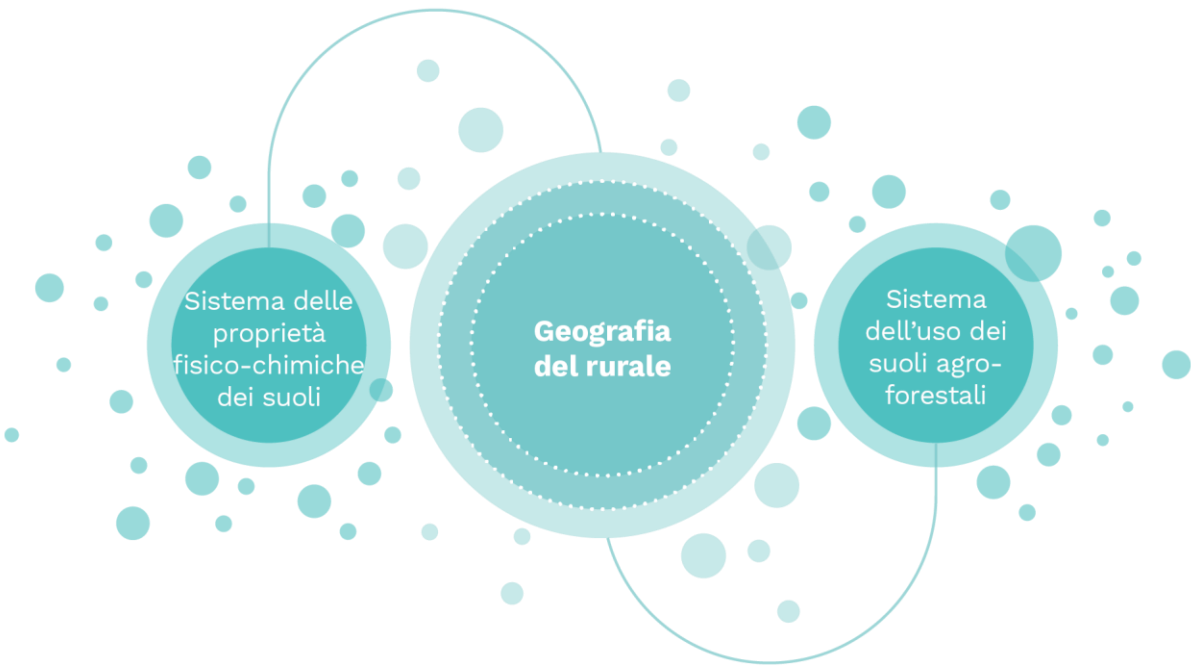 Sistema delle
proprietà
fisico-chimiche
dei suoli
Geografia
del rurale
Sistema
dell’uso dei
suoli agro-
forestali